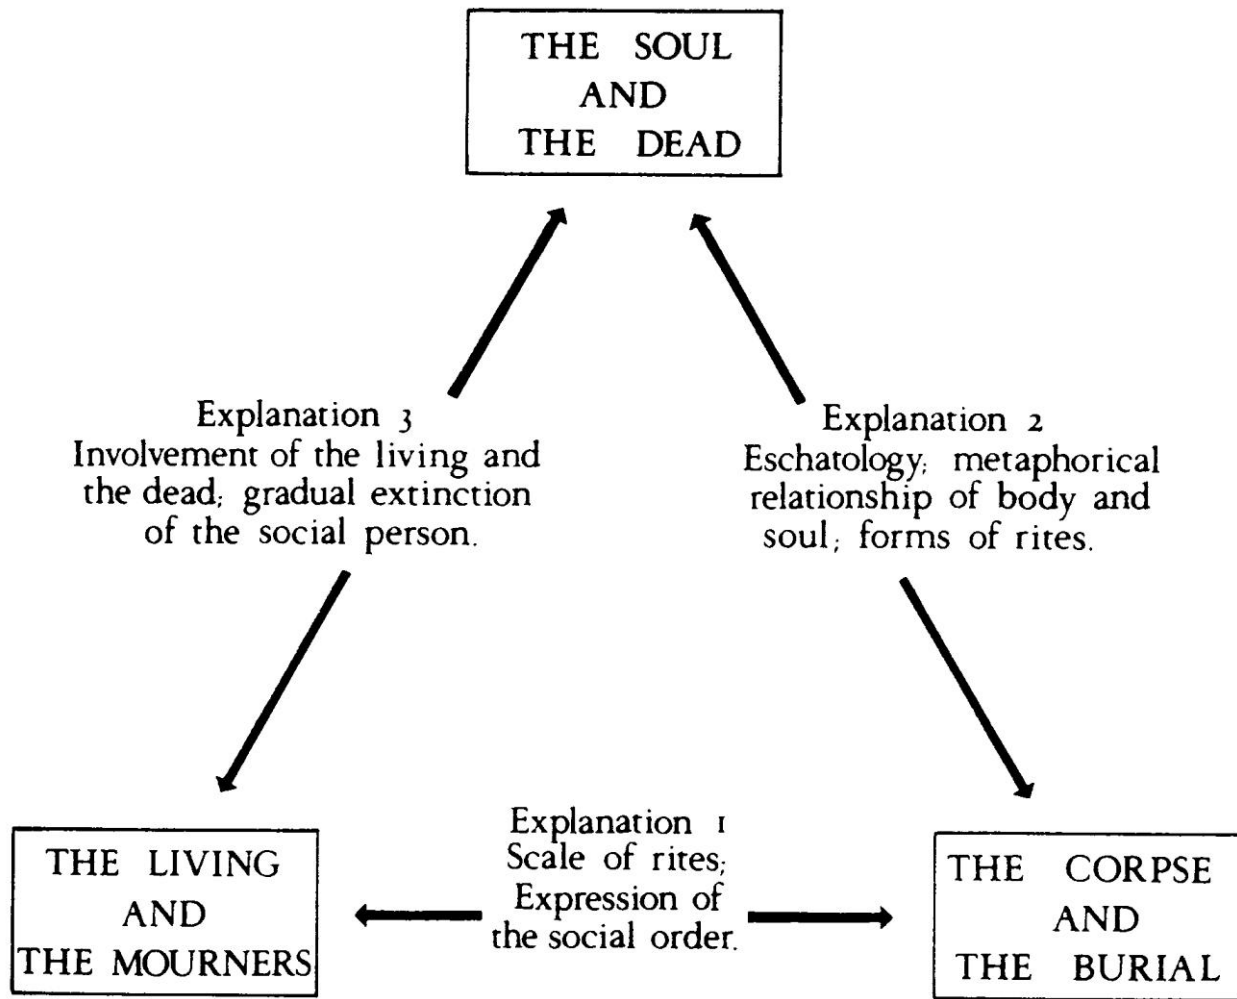 THE SOUL
AND
THE DEAD
Explanation 3
Involvement of the living and
the dead; gradual extinction
of the social person.
Explanation 2
Eschatology; metaphorical
relationship of body and
soul; forms of rites.
Explanation 1
Scale of rites;
Expression of
the social order.
THE LIVING
AND
THE MOURNERS
THE CORPSE
AND
THE BURIAL